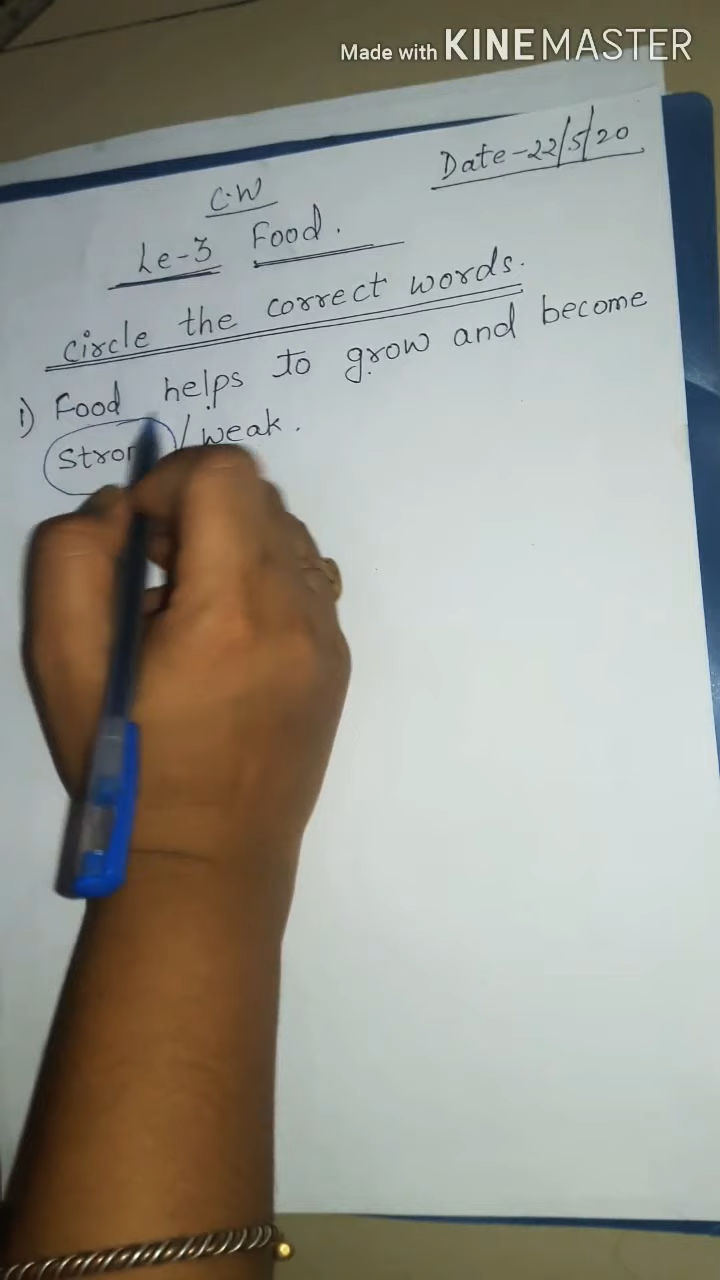 Made with KINEMASTER
Date-22/5/20
C.W
Le-3 Food.
Circle the correct words.
1) Food helps to grow and become
/ weak.